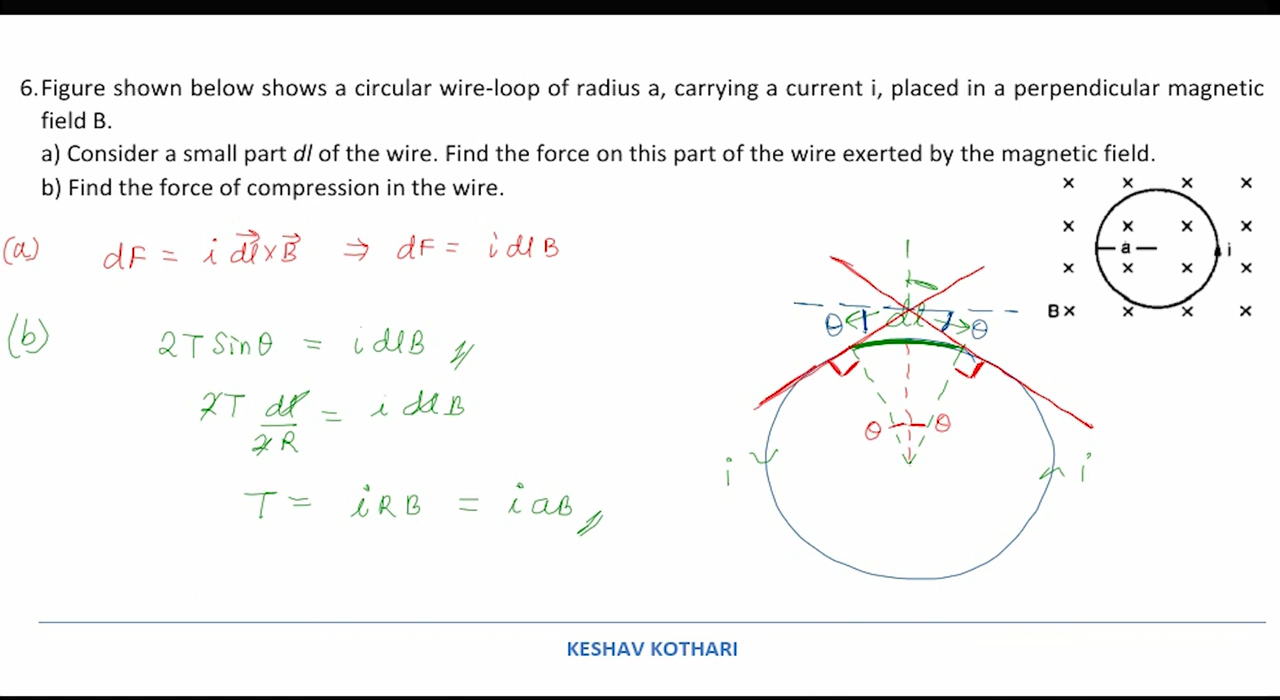 6. Figure shown below shows a circular wire-loop of radius a, carrying a current i, placed in a perpendicular magnetic
field B.
a) Consider a small part dl of the wire. Find the force on this part of the wire exerted by the magnetic field.
b) Find the force of compression in the wire.
x x x x
x x x x
a i
x x x x
B x x x x
(a) dF = i dl⃗ × B⃗ ⇒ dF = i dl B
(b) 2T Sinθ = i dl B
2T dl/2R = i dl B
T = i R B = i a B
θ dl θ
θ θ
i i
KESHAV KOTHARI